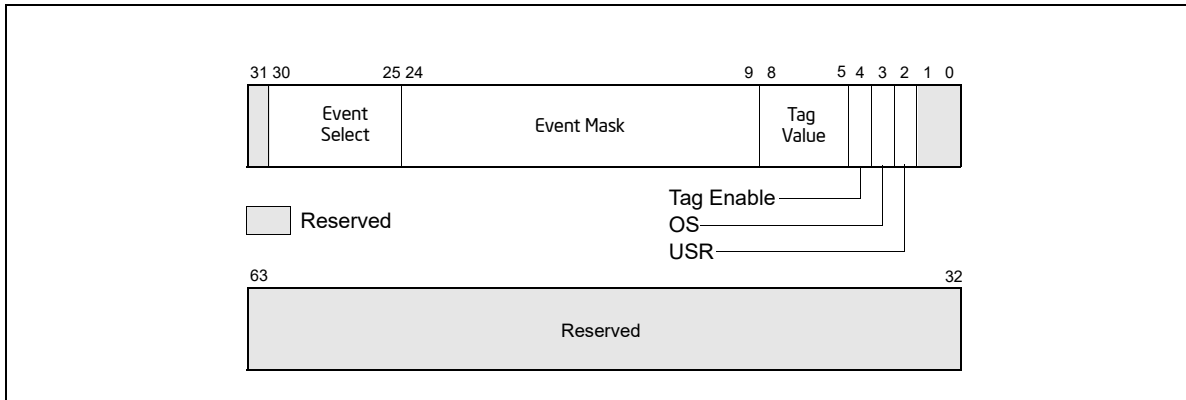 31 30 25 24 9 8 5 4 3 2 1 0
Event
Select
Event Mask
Tag
Value
Tag Enable
OS
USR
Reserved
63 32
Reserved